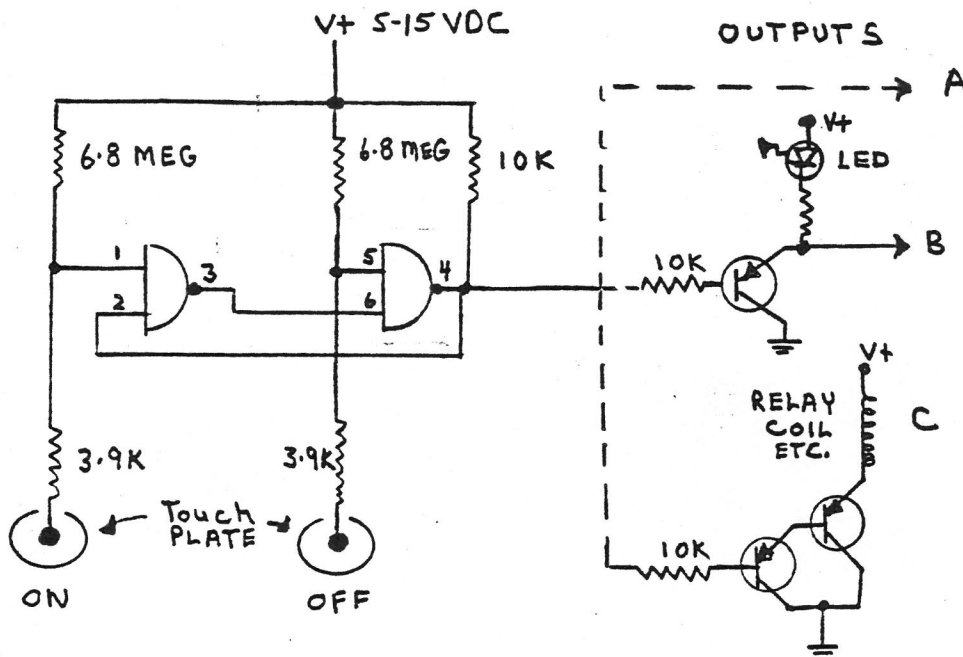 V+ 5-15 VDC
OUTPUTS
A
6.8 MEG
6.8 MEG
10K
V+
LED
1
2
3
5
6
4
10K
B
V+
RELAY
COIL
ETC.
C
3.9K
3.9K
Touch
PLATE
10K
ON
OFF